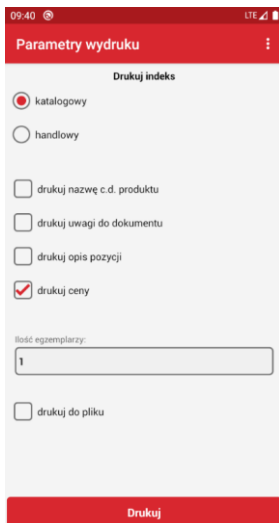 09:40 LTE
Parametry wydruku
Drukuj indeks
katalogowy
handlowy
drukuj nazwę c.d. produktu
drukuj uwagi do dokumentu
drukuj opis pozycji
drukuj ceny
Ilość egzemplarzy:
1
drukuj do pliku
Drukuj